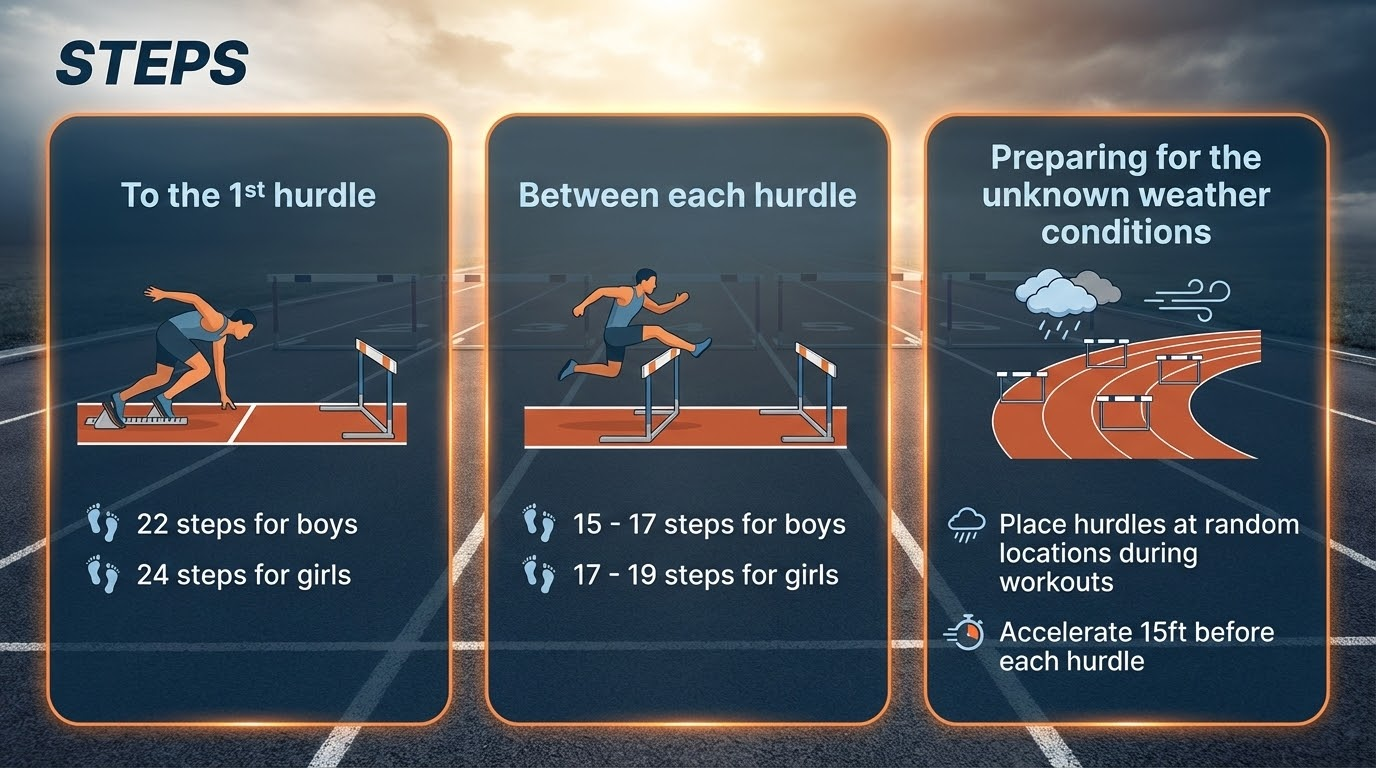 STEPS
To the 1st hurdle
22 steps for boys
24 steps for girls
Between each hurdle
15 - 17 steps for boys
17 - 19 steps for girls
Preparing for the
unknown weather
conditions
Place hurdles at random
locations during
workouts
Accelerate 15ft before
each hurdle